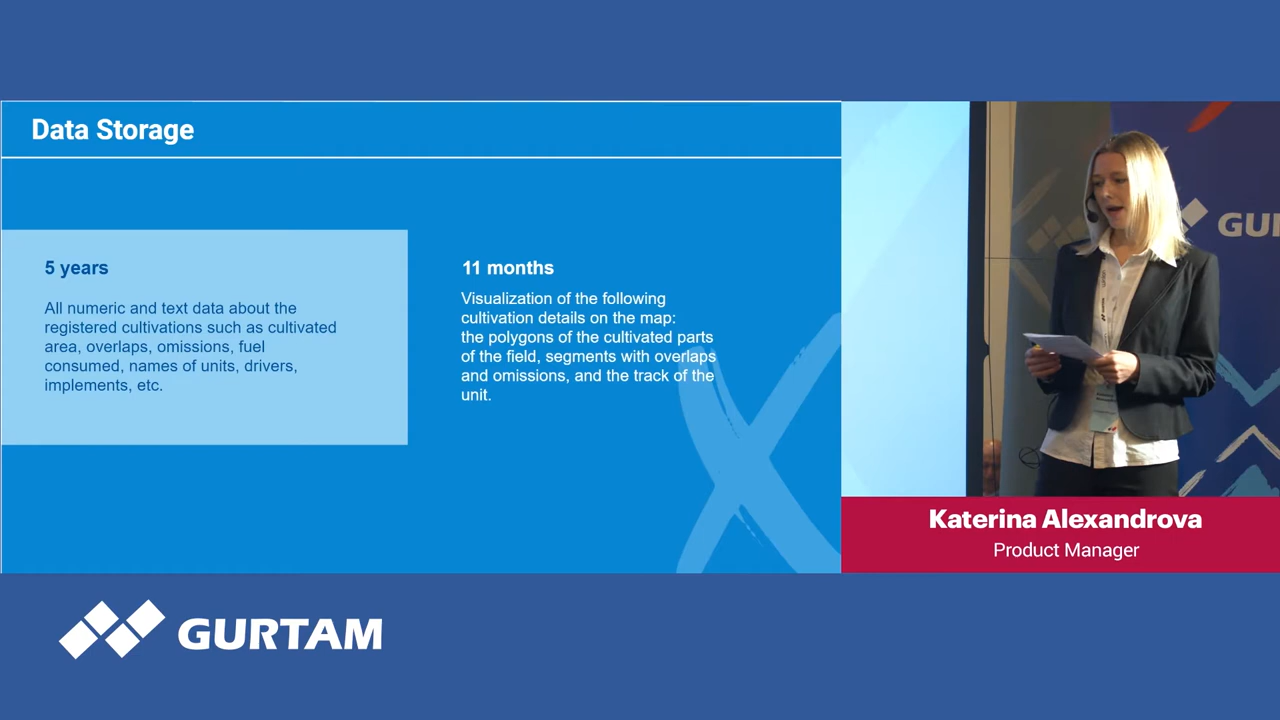 Data Storage
5 years
All numeric and text data about the
registered cultivations such as cultivated
area, overlaps, omissions, fuel
consumed, names of units, drivers,
implements, etc.
11 months
Visualization of the following
cultivation details on the map:
the polygons of the cultivated parts
of the field, segments with overlaps
and omissions, and the track of the
unit.
GUR
Katerina Alexandrova
Product Manager
GURTAM